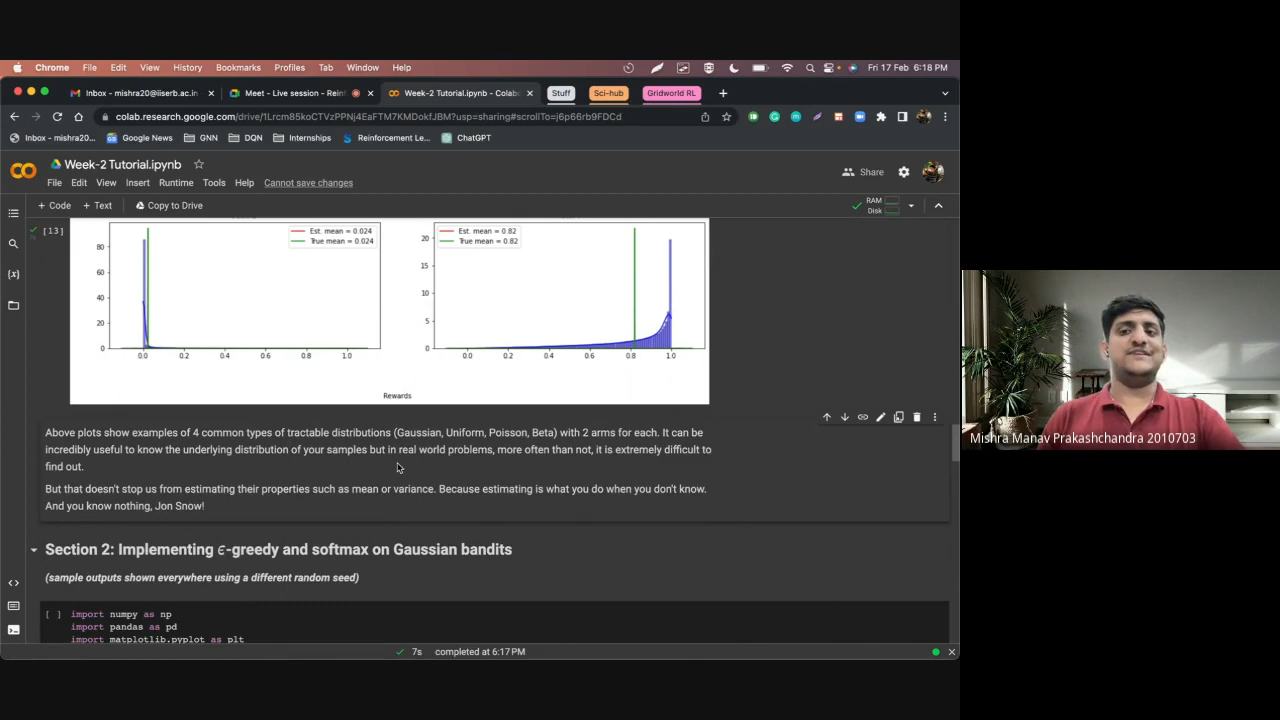 Chrome File Edit View History Bookmarks Profiles Tab Window Help Fri 17 Feb 6:18 PM
Inbox - mishra20@iiserb.ac.in Meet - Live session - Rein Week-2 Tutorial.ipynb - Colab Stuff Sci-hub Gridworld RL
colab.research.google.com/drive/1Lrcm85koCTVzPPNj4EaFTM7KMDokfJBM?usp=sharing#scrollTo=j6p66rb9FDCd
Inbox - mishra20... Google News GNN DQN Internships Reinforcement Le... ChatGPT
Week-2 Tutorial.ipynb
File Edit View Insert Runtime Tools Help Cannot save changes
Share
+ Code + Text Copy to Drive
RAM
Disk
[13]
Est. mean = 0.024
True mean = 0.024
80
60
40
20
0
0.0 0.2 0.4 0.6 0.8 1.0
Est. mean = 0.82
True mean = 0.82
20
15
10
5
0
0.0 0.2 0.4 0.6 0.8 1.0
Rewards
Above plots show examples of 4 common types of tractable distributions (Gaussian, Uniform, Poisson, Beta) with 2 arms for each. It can be
incredibly useful to know the underlying distribution of your samples but in real world problems, more often than not, it is extremely difficult to
find out.
But that doesn't stop us from estimating their properties such as mean or variance. Because estimating is what you do when you don't know.
And you know nothing, Jon Snow!
Section 2: Implementing ϵ-greedy and softmax on Gaussian bandits
(sample outputs shown everywhere using a different random seed)
[ ] import numpy as np
import pandas as pd
import matplotlib.pyplot as plt
7s completed at 6:17 PM
Mishra Manav Prakashchandra 2010703